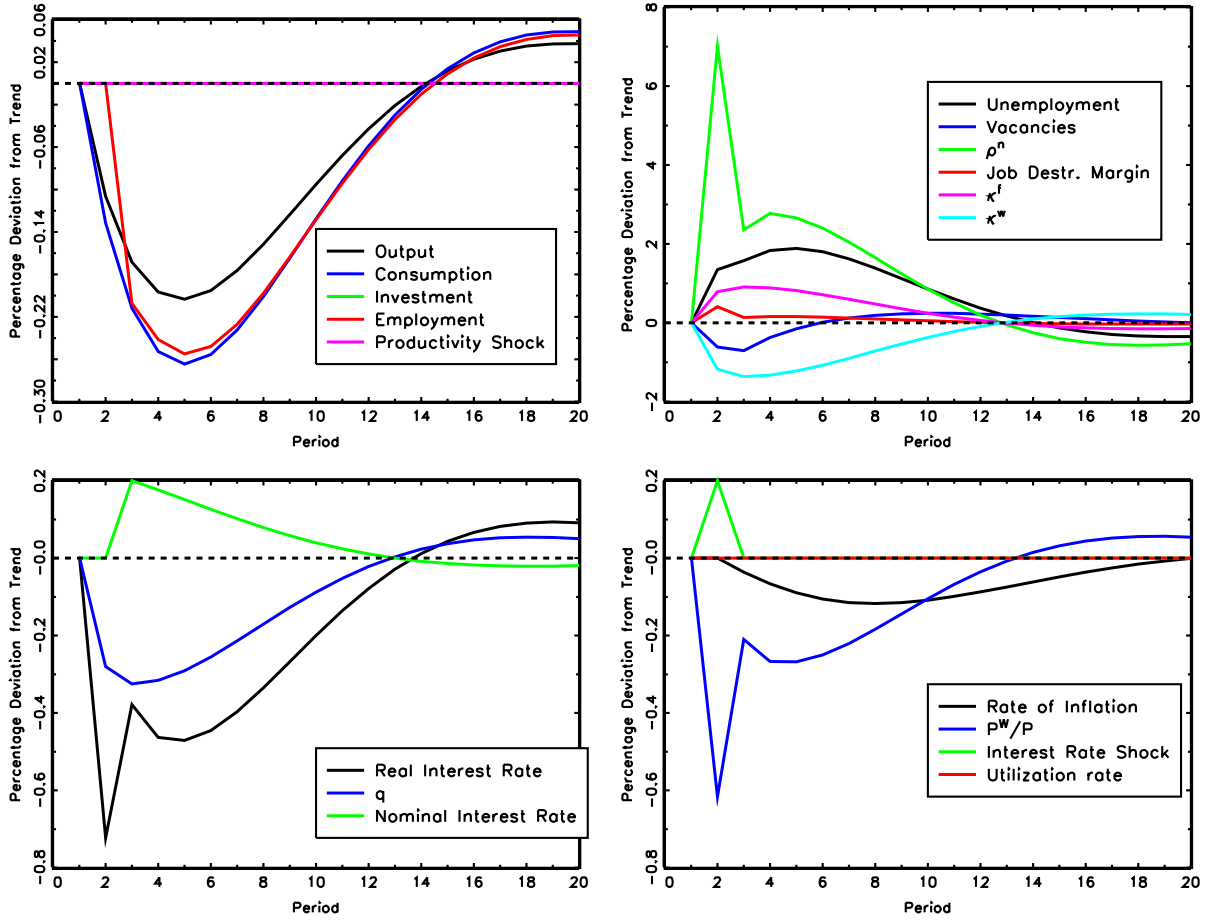 Percentage Deviation from Trend
0.06
0.02
−0.06
−0.14
−0.22
−0.30
0 2 4 6 8 10 12 14 16 18 20
Period
Output
Consumption
Investment
Employment
Productivity Shock
Percentage Deviation from Trend
8
6
4
2
0
−2
0 2 4 6 8 10 12 14 16 18 20
Period
Unemployment
Vacancies
ρⁿ
Job Destr. Margin
κᶠ
κʷ
Percentage Deviation from Trend
0.2
−0.0
−0.2
−0.4
−0.6
−0.8
0 2 4 6 8 10 12 14 16 18 20
Period
Real Interest Rate
q
Nominal Interest Rate
Percentage Deviation from Trend
0.2
−0.0
−0.2
−0.4
−0.6
−0.8
0 2 4 6 8 10 12 14 16 18 20
Period
Rate of Inflation
Pᵂ/P
Interest Rate Shock
Utilization rate